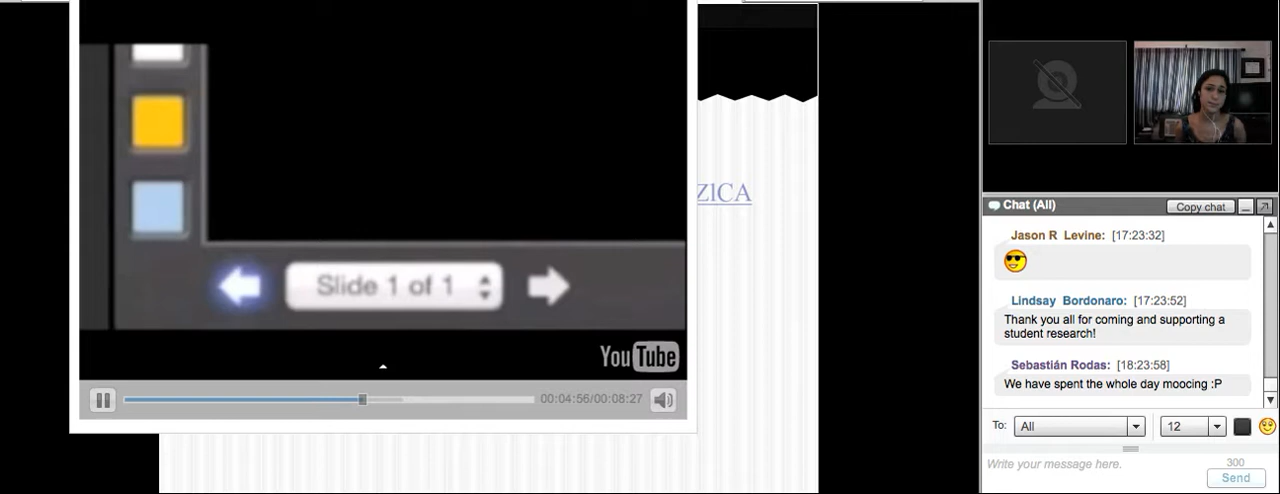 Slide 1 of 1
YouTube
00:04:56/00:08:27
ZlCA
Chat (All)
Copy chat
Jason R Levine: [17:23:32]
Lindsay Bordonaro: [17:23:52]
Thank you all for coming and supporting a
student research!
Sebastián Rodas: [18:23:58]
We have spent the whole day moocing :P
To: All 12
Write your message here.
300
Send